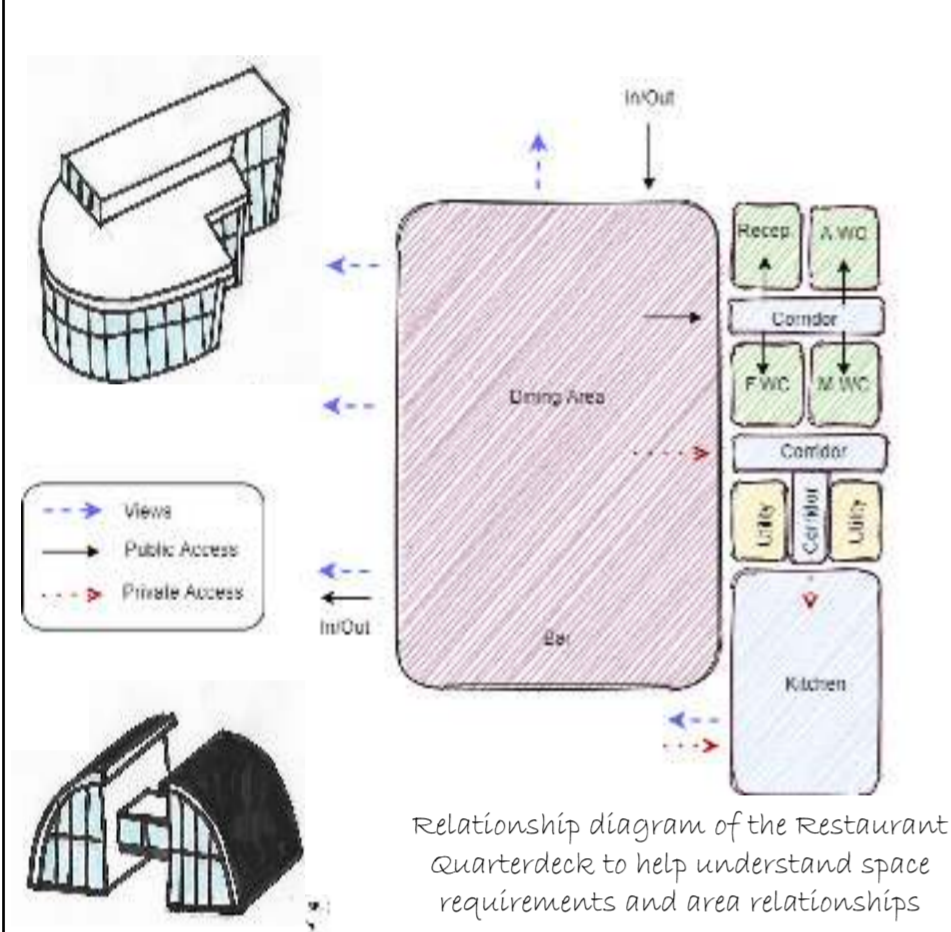 In/Out
Recep.
A.WC
Corridor
F.WC
M.WC
Dining Area
Corridor
Utility
Corridor
Utility
Views
Public Access
Private Access
In/Out
Bar
Kitchen
Relationship diagram of the Restaurant
Quarterdeck to help understand space
requirements and area relationships